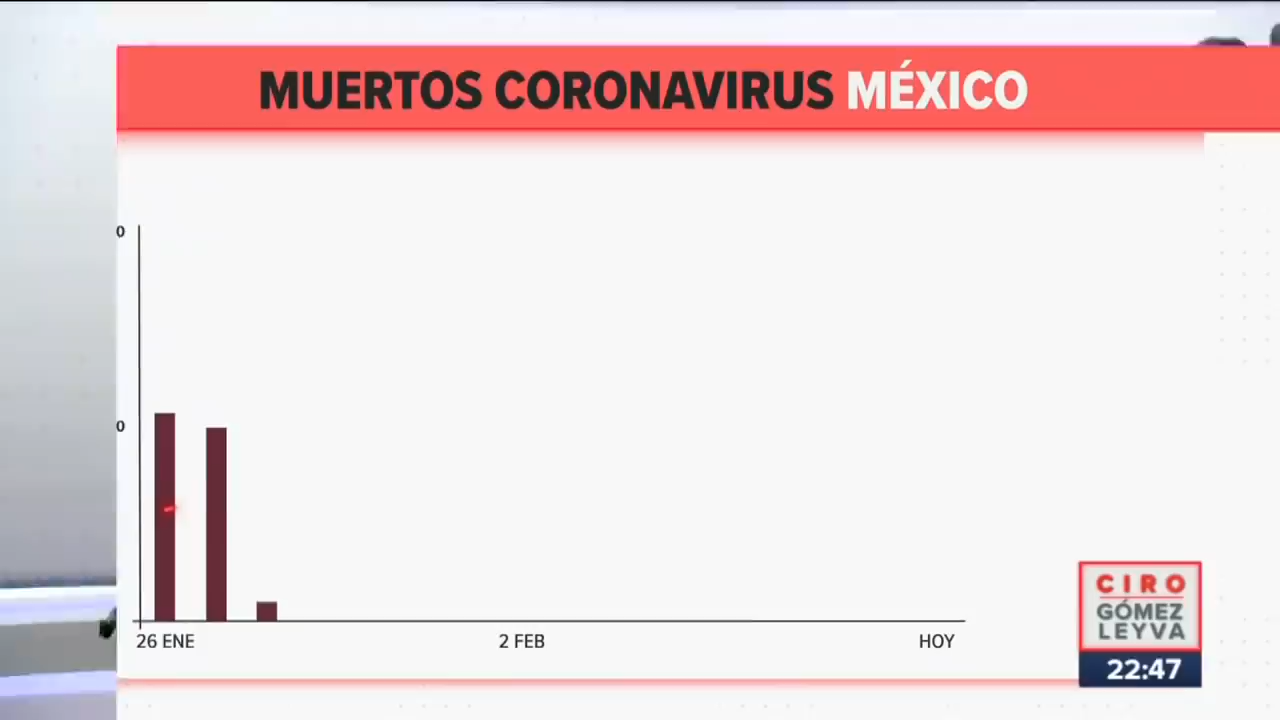 MUERTOS CORONAVIRUS MÉXICO
0
0
26 ENE
2 FEB
HOY
CIRO
GÓMEZ
LEYVA
22:47